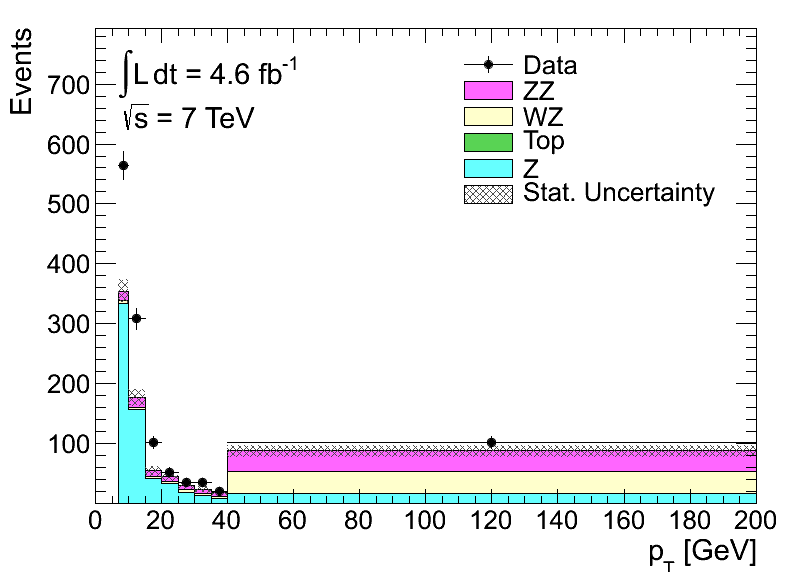 Events
∫L dt = 4.6 fb⁻¹
√s = 7 TeV
Data
ZZ
WZ
Top
Z
Stat. Uncertainty
700
600
500
400
300
200
100
0 20 40 60 80 100 120 140 160 180 200
p_T [GeV]